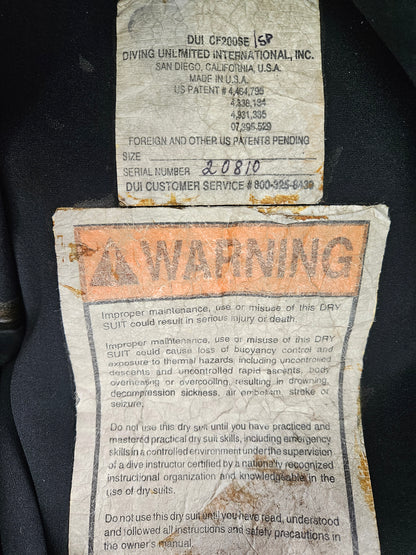 DUI CF200SE /SP
DIVING UNLIMITED INTERNATIONAL, INC.
SAN DIEGO, CALIFORNIA, U.S.A.
MADE IN U.S.A.
US PATENT # 4,464,795
4,931,335
FOREIGN AND OTHER US PATENTS PENDING
SIZE
SERIAL NUMBER 20810
DUI CUSTOMER SERVICE # 800-325-8439
WARNING
Improper maintenance, use or misuse of this DRY
SUIT could result in serious injury or death.
Improper maintenance, use or misuse of this DRY
SUIT could cause loss of buoyancy control and
exposure to thermal hazards, including uncontrolled
descents and uncontrolled rapid ascents, body
overheating or overcooling, resulting in drowning,
decompression sickness, air embolism, stroke or
seizure.
Do not use this dry suit until you have practiced and
mastered practical dry suit skills, including emergency
skills in a controlled environment under the supervision
of a dive instructor certified by a nationally recognized
instructional organization and knowledgeable in the
use of dry suits.
Do not use this dry suit until you have read, understood
and followed all instructions and safety precautions in
the owner's manual.